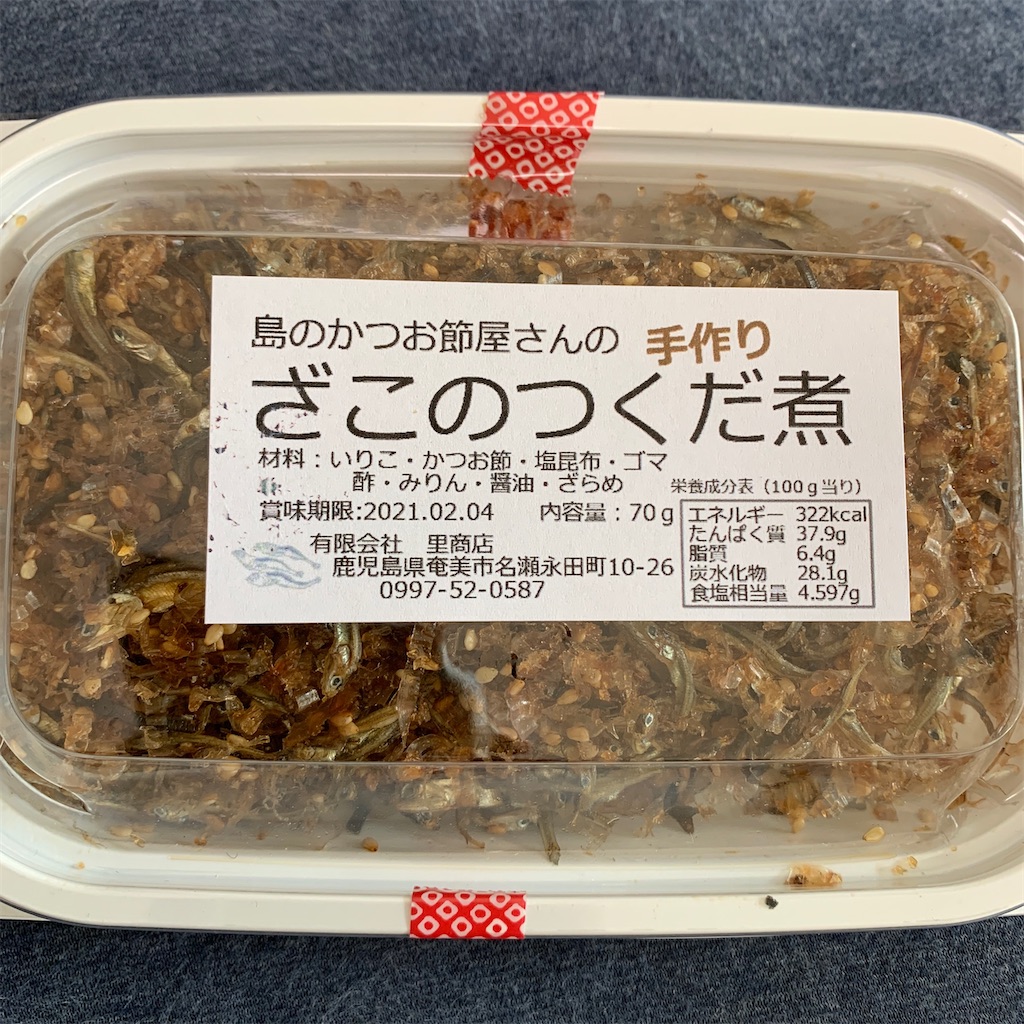 島のかつお節屋さんの 手作り
ざこのつくだ煮
材料：いりこ・かつお節・塩昆布・ゴマ
酢・みりん・醤油・ざらめ
賞味期限:2021.02.04 内容量：70g
有限会社 里商店
鹿児島県奄美市名瀬永田町10-26
0997-52-0587
栄養成分表（100g当り）
エネルギー 322kcal
たんぱく質 37.9g
脂質 6.4g
炭水化物 28.1g
食塩相当量 4.597g